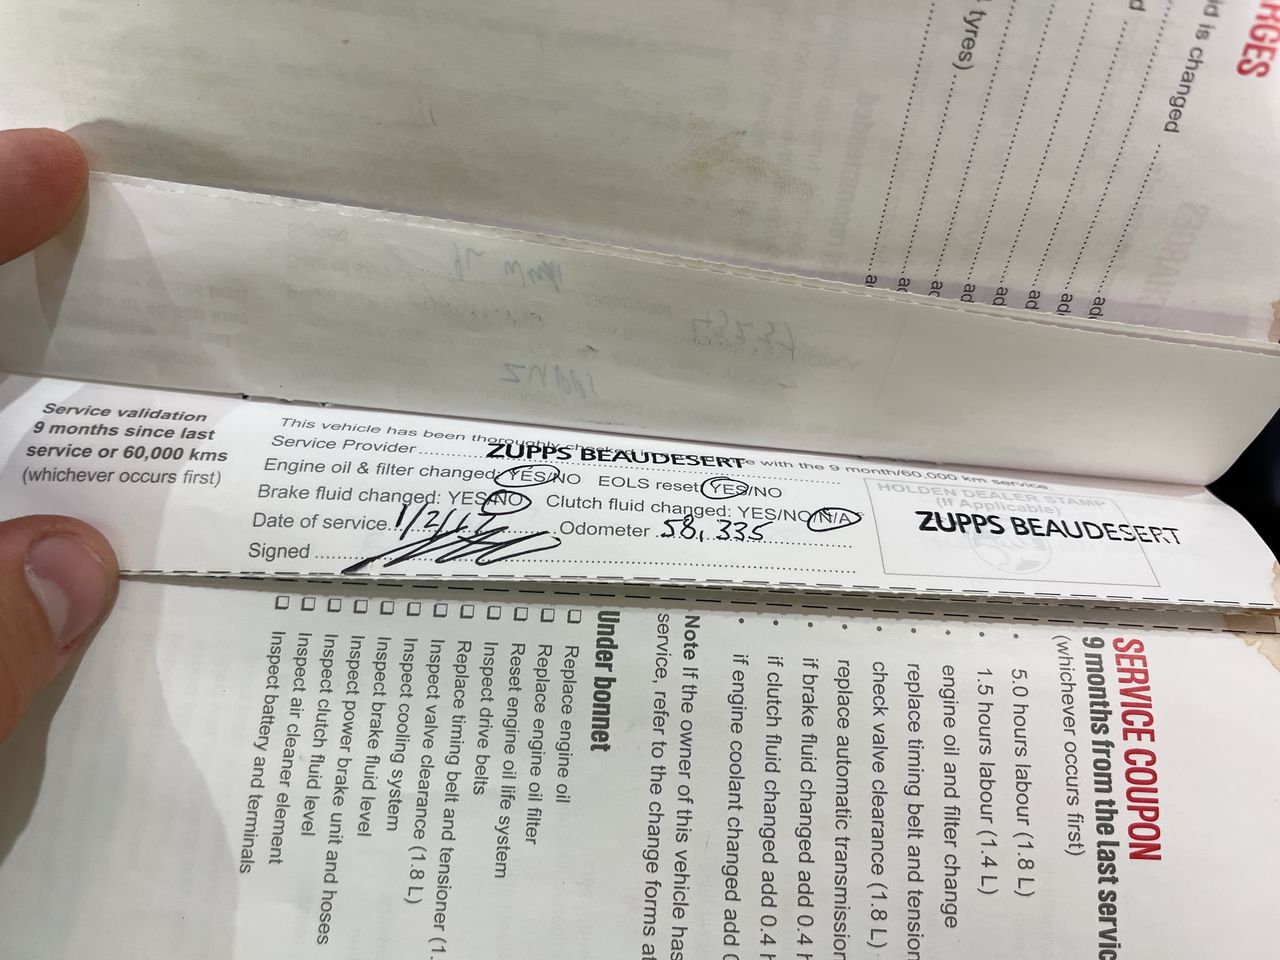 RGES
ld is changed
tyres)
ad
ad
ad
ad
ad
ad
Service validation
9 months since last
service or 60,000 kms
(whichever occurs first)
This vehicle has been thoroughly with the 9 month/60,000 km service.
Service Provider ZUPPS BEAUDESERT
Engine oil & filter changed: YES/NO EOLS reset: YES/NO
Brake fluid changed: YES/NO Clutch fluid changed: YES/NO/N/A
Date of service 1/2/17 Odometer 58,335
Signed
HOLDEN DEALER STAMP
(If Applicable)
ZUPPS BEAUDESERT
SERVICE COUPON
9 months from the last servic
(whichever occurs first)
• 5.0 hours labour (1.8 L)
• 1.5 hours labour (1.4 L)
• engine oil and filter change
• replace timing belt and tension
• check valve clearance (1.8 L)
• replace automatic transmission
• if brake fluid changed add 0.4 h
• if clutch fluid changed add 0.4 h
• if engine coolant changed add 0
Note If the owner of this vehicle has
service, refer to the change forms at
Under bonnet
❑ Replace engine oil
❑ Replace engine oil filter
❑ Reset engine oil life system
❑ Inspect drive belts
❑ Replace timing belt and tensioner (1.
❑ Inspect valve clearance (1.8 L)
❑ Inspect cooling system
❑ Inspect brake fluid level
❑ Inspect power brake unit and hoses
❑ Inspect clutch fluid level
❑ Inspect air cleaner element
❑ Inspect battery and terminals